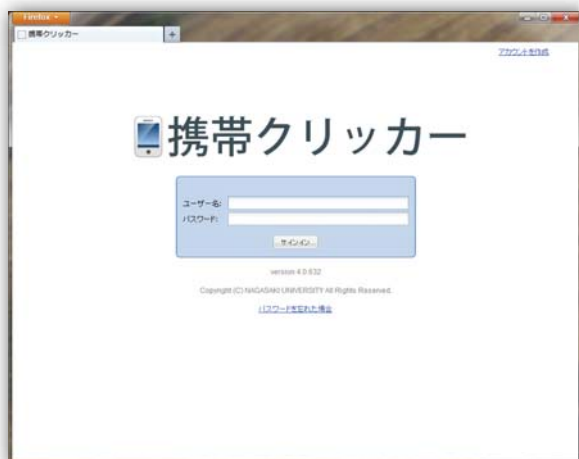 Firefox
携帯クリッカー
アカウントを作成
携帯クリッカー
ユーザー名:
パスワード:
サインイン
version 4.0.632
Copyright (C) NAGASAKI UNIVERSITY All Rights Reserved.
パスワードを忘れた場合